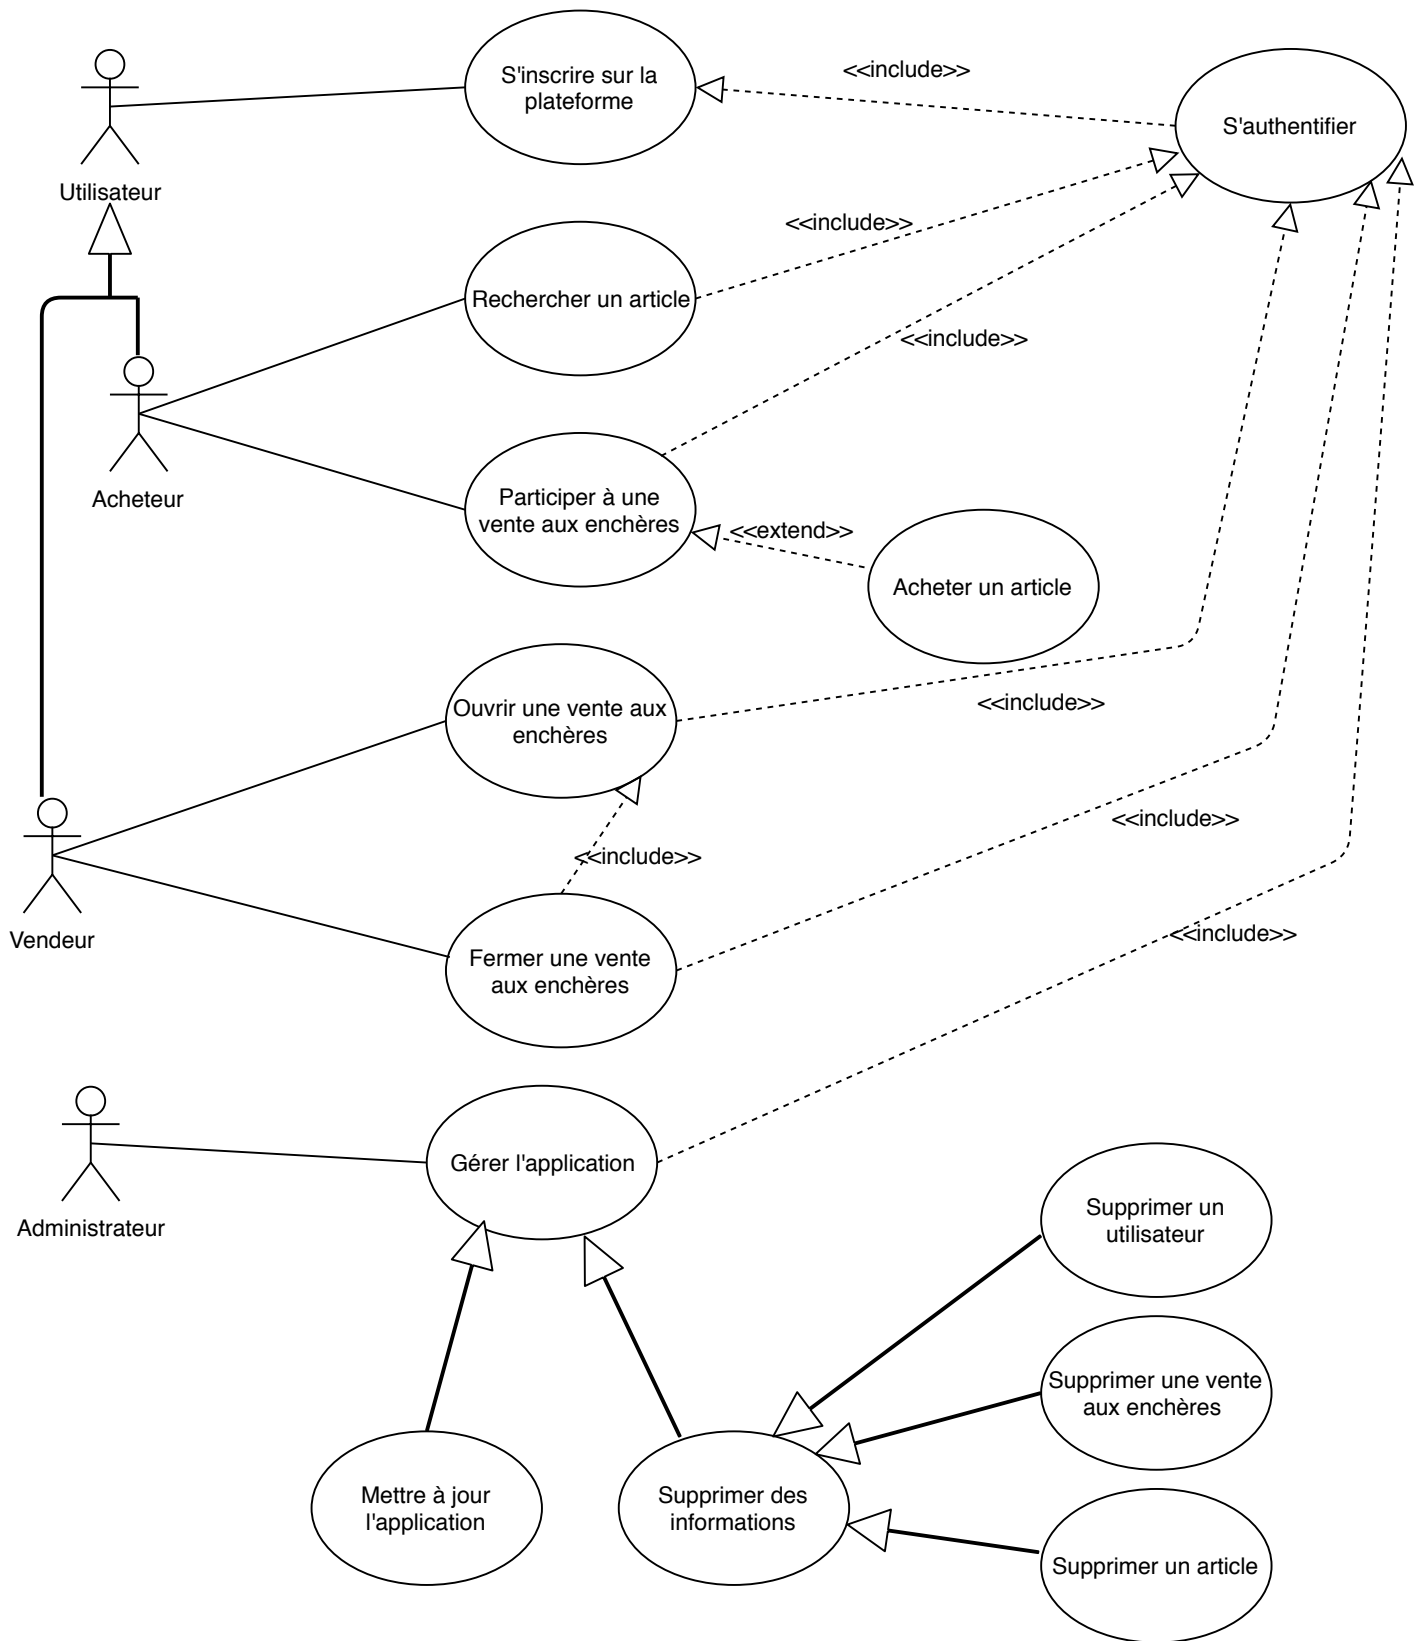 S'inscrire sur la
plateforme
<<include>>
S'authentifier
Utilisateur
<<include>>
Rechercher un article
<<include>>
Acheteur
Participer à une
vente aux enchères
<<extend>>
Acheter un article
Ouvrir une vente aux
enchères
<<include>>
<<include>>
<<include>>
Vendeur
Fermer une vente
aux enchères
<<include>>
Gérer l'application
Administrateur
Supprimer un
utilisateur
Supprimer une vente
aux enchères
Mettre à jour
l'application
Supprimer des
informations
Supprimer un article